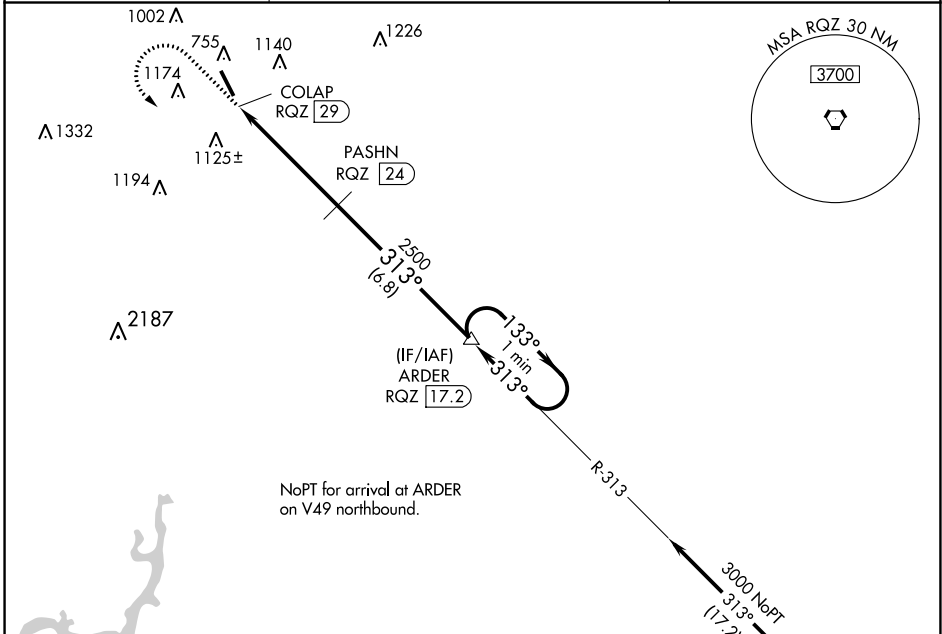 1002
755
1140
1226
1174
COLAP
RQZ 29
1332
1125±
PASHN
RQZ 24
1194
MSA RQZ 30 NM
3700
2500
313°
(6.8)
2187
133°
1 min
313°
(IF/IAF)
ARDER
RQZ 17.2
R-313
NoPT for arrival at ARDER
on V49 northbound.
3000 NoPT
313°
(17.2)